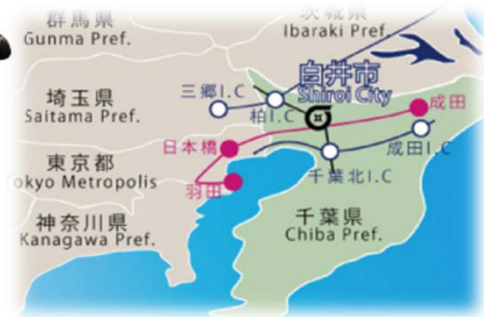 群馬県
Gunma Pref.
茨城県
Ibaraki Pref.
白井市
Shiroi City
三郷I.C
柏I.C
成田
埼玉県
Saitama Pref.
日本橋
成田I.C
東京都
Tokyo Metropolis
千葉北I.C
羽田
神奈川県
Kanagawa Pref.
千葉県
Chiba Pref.